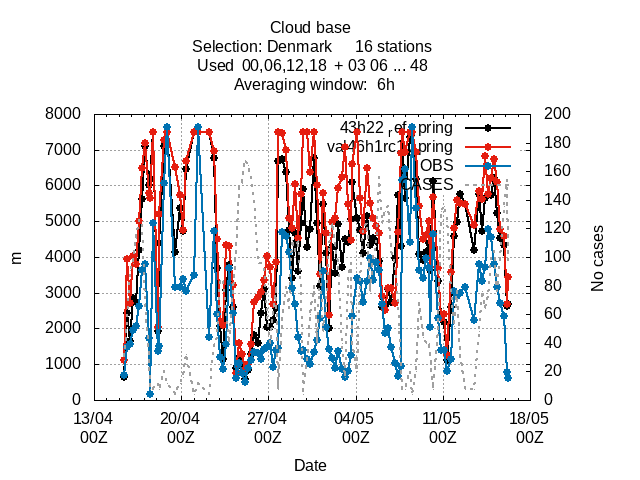 Cloud base
Selection: Denmark 16 stations
Used 00,06,12,18 + 03 06 ... 48
Averaging window: 6h
8000
7000
6000
5000
4000
3000
2000
1000
0
m
200
180
160
140
120
100
80
60
40
20
0
No cases
OBS
CASES
13/04 20/04 27/04 04/05 11/05 18/05
00Z 00Z 00Z 00Z 00Z 00Z
Date